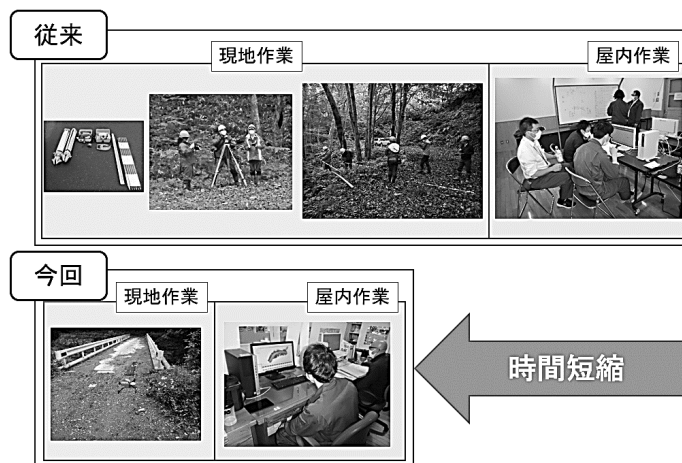 従来
現地作業
屋内作業
今回
現地作業
屋内作業
時間短縮